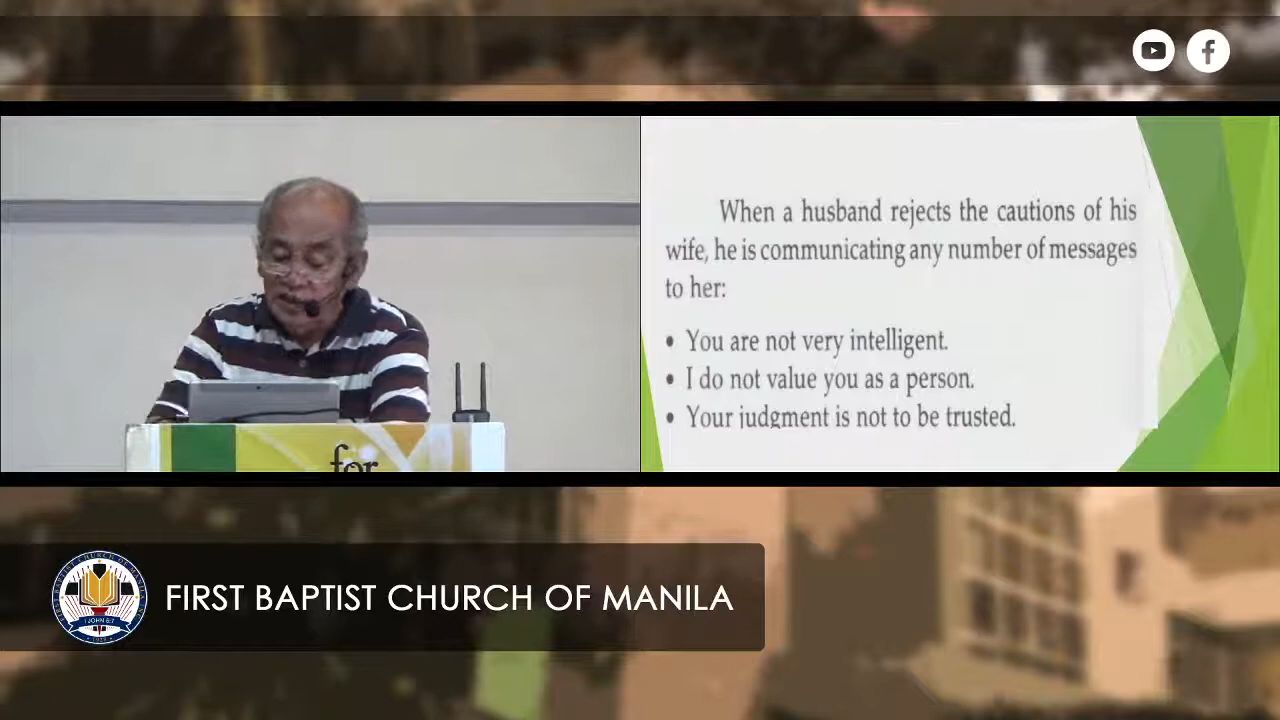 When a husband rejects the cautions of his
wife, he is communicating any number of messages
to her:
• You are not very intelligent.
• I do not value you as a person.
• Your judgment is not to be trusted.
for
FIRST BAPTIST CHURCH OF MANILA